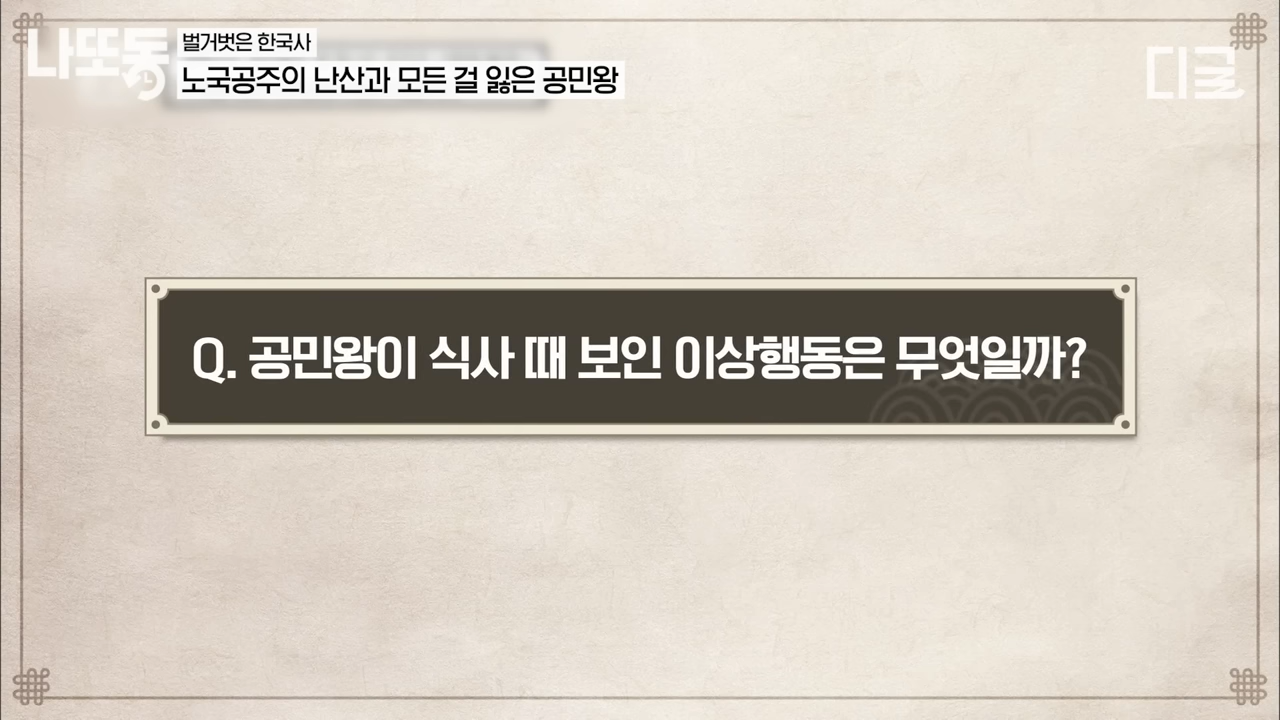 나또동
벌거벗은 한국사
노국공주의 난산과 모든 걸 잃은 공민왕
디글
Q. 공민왕이 식사 때 보인 이상행동은 무엇일까?